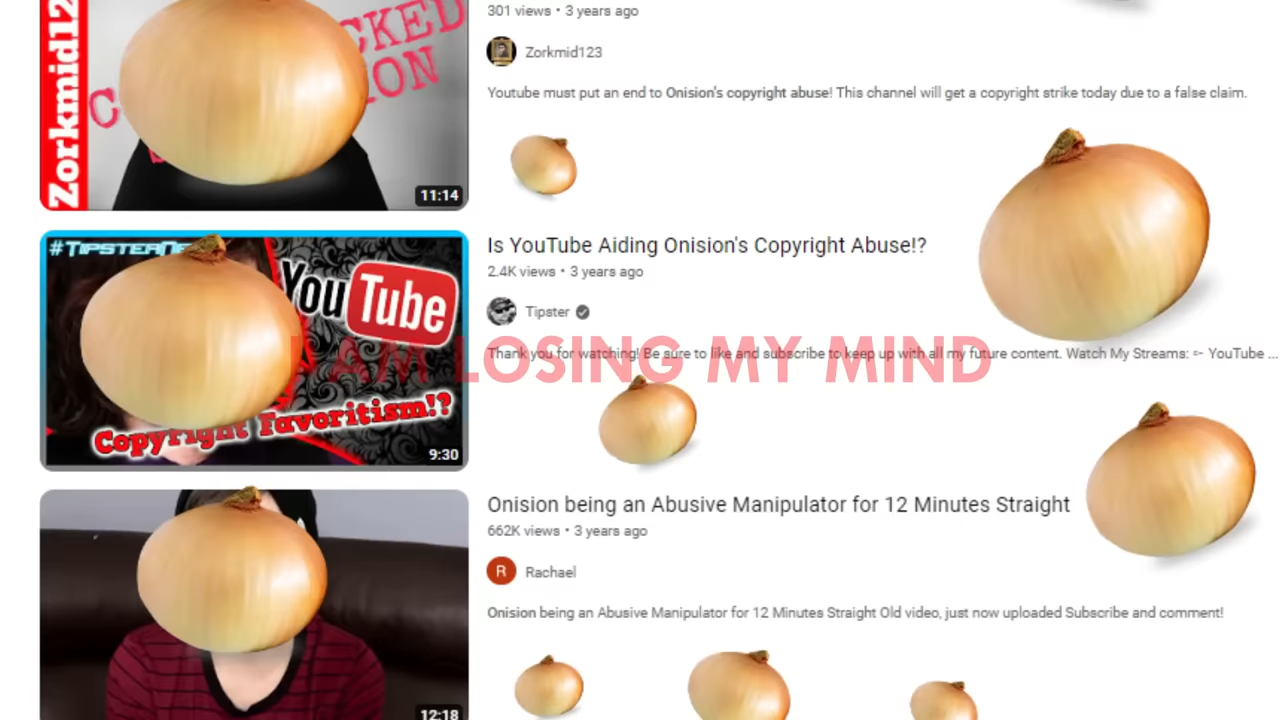 Zorkmid12
CKED
C
ION
11:14
301 views • 3 years ago
Zorkmid123
Youtube must put an end to Onision's copyright abuse! This channel will get a copyright strike today due to a false claim.
#TIPSTERNE
YouTube
Copyright Favoritism!?
9:30
Is YouTube Aiding Onision's Copyright Abuse!?
2.4K views • 3 years ago
Tipster
Thank you for watching! Be sure to like and subscribe to keep up with all my future content. Watch My Streams: ➳ YouTube ...
I AM LOSING MY MIND
12:18
Onision being an Abusive Manipulator for 12 Minutes Straight
662K views • 3 years ago
R
Rachael
Onision being an Abusive Manipulator for 12 Minutes Straight Old video, just now uploaded Subscribe and comment!